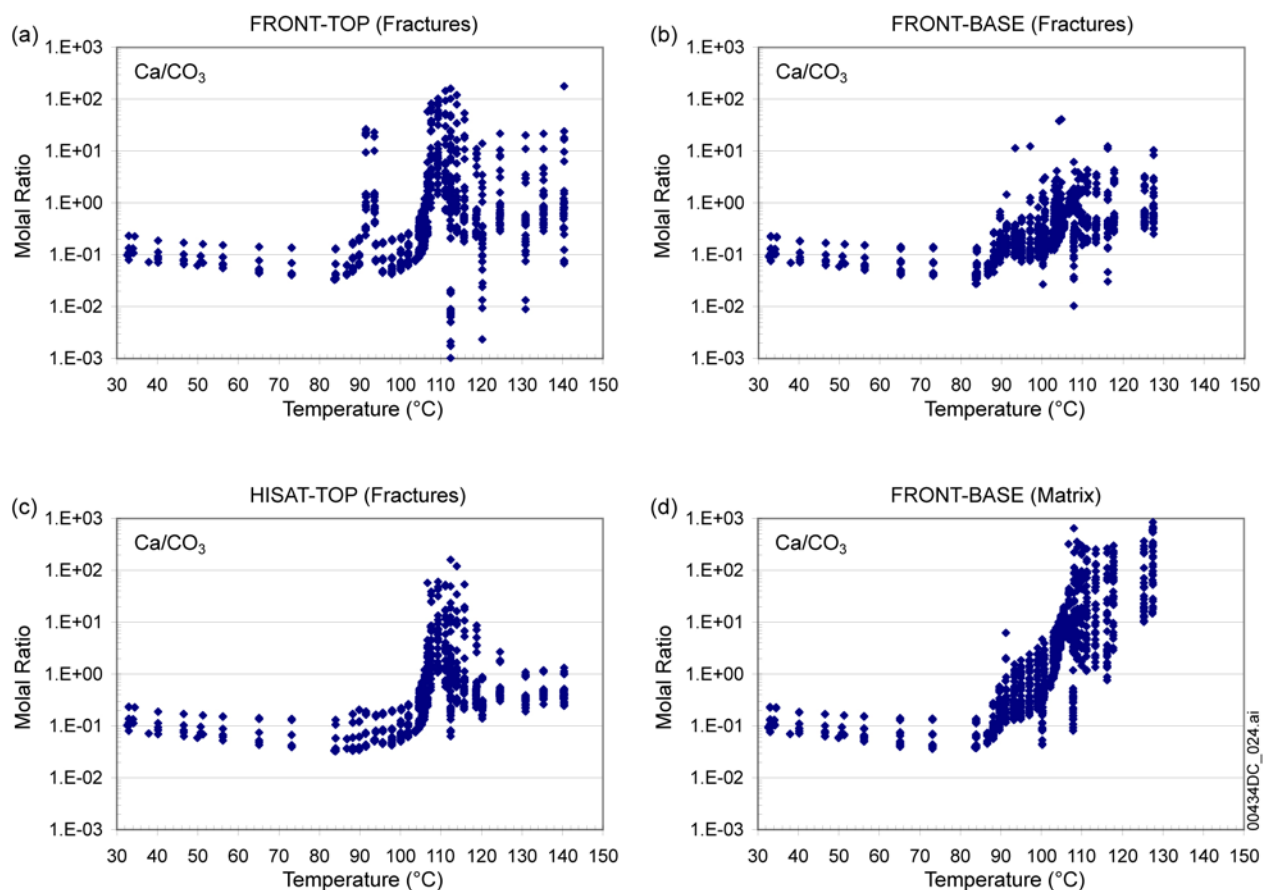 (a) FRONT-TOP (Fractures)
1.E+03
1.E+02
1.E+01
1.E+00
1.E-01
1.E-02
1.E-03
Molal Ratio
Ca/CO₃
30 40 50 60 70 80 90 100 110 120 130 140 150
Temperature (°C)
(b) FRONT-BASE (Fractures)
1.E+03
1.E+02
1.E+01
1.E+00
1.E-01
1.E-02
1.E-03
Molal Ratio
Ca/CO₃
30 40 50 60 70 80 90 100 110 120 130 140 150
Temperature (°C)
(c) HISAT-TOP (Fractures)
1.E+03
1.E+02
1.E+01
1.E+00
1.E-01
1.E-02
1.E-03
Molal Ratio
Ca/CO₃
30 40 50 60 70 80 90 100 110 120 130 140 150
Temperature (°C)
(d) FRONT-BASE (Matrix)
1.E+03
1.E+02
1.E+01
1.E+00
1.E-01
1.E-02
1.E-03
Molal Ratio
Ca/CO₃
30 40 50 60 70 80 90 100 110 120 130 140 150
Temperature (°C)
00434DC_024.ai